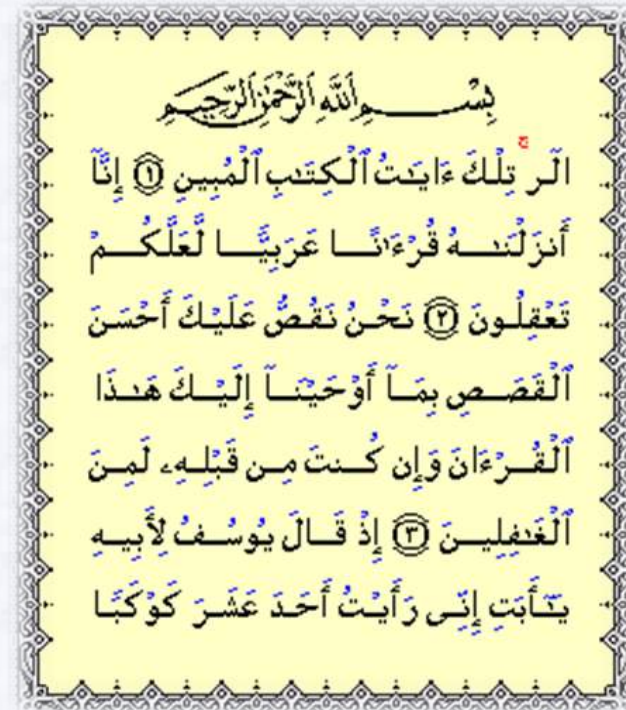 بِسْمِ ٱللَّهِ ٱلرَّحْمَٰنِ ٱلرَّحِيمِ
الٓر ۚ تِلْكَ ءَايَٰتُ ٱلْكِتَٰبِ ٱلْمُبِينِ ۝١ إِنَّآ
أَنزَلْنَٰهُ قُرْءَٰنًا عَرَبِيًّا لَّعَلَّكُمْ
تَعْقِلُونَ ۝٢ نَحْنُ نَقُصُّ عَلَيْكَ أَحْسَنَ
ٱلْقَصَصِ بِمَآ أَوْحَيْنَآ إِلَيْكَ هَٰذَا
ٱلْقُرْءَانَ وَإِن كُنتَ مِن قَبْلِهِۦ لَمِنَ
ٱلْغَٰفِلِينَ ۝٣ إِذْ قَالَ يُوسُفُ لِأَبِيهِ
يَٰٓأَبَتِ إِنِّى رَأَيْتُ أَحَدَ عَشَرَ كَوْكَبًا